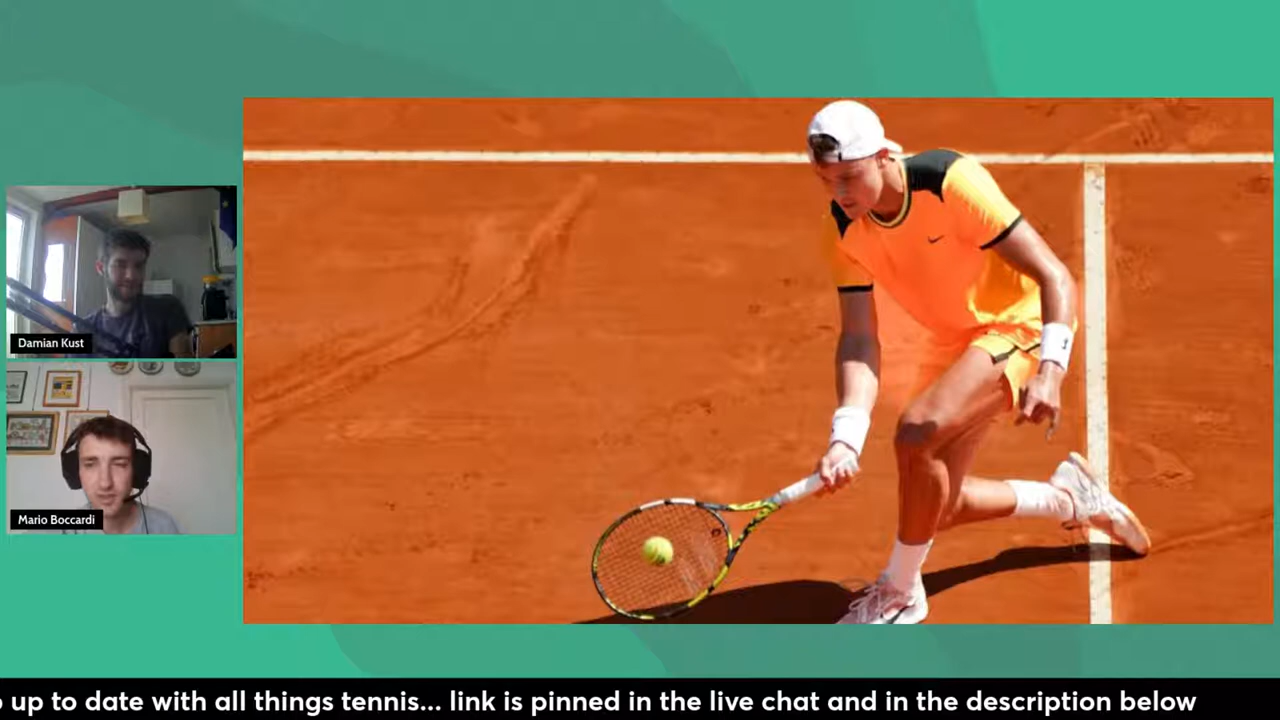 Damian Kust
Mario Boccardi
up to date with all things tennis... link is pinned in the live chat and in the description below